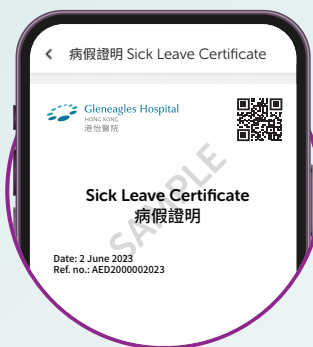 病假證明 Sick Leave Certificate
Gleneagles Hospital
HONG KONG
港怡醫院
SAMPLE
Sick Leave Certificate
病假證明
Date: 2 June 2023
Ref. no.: AED2000002023